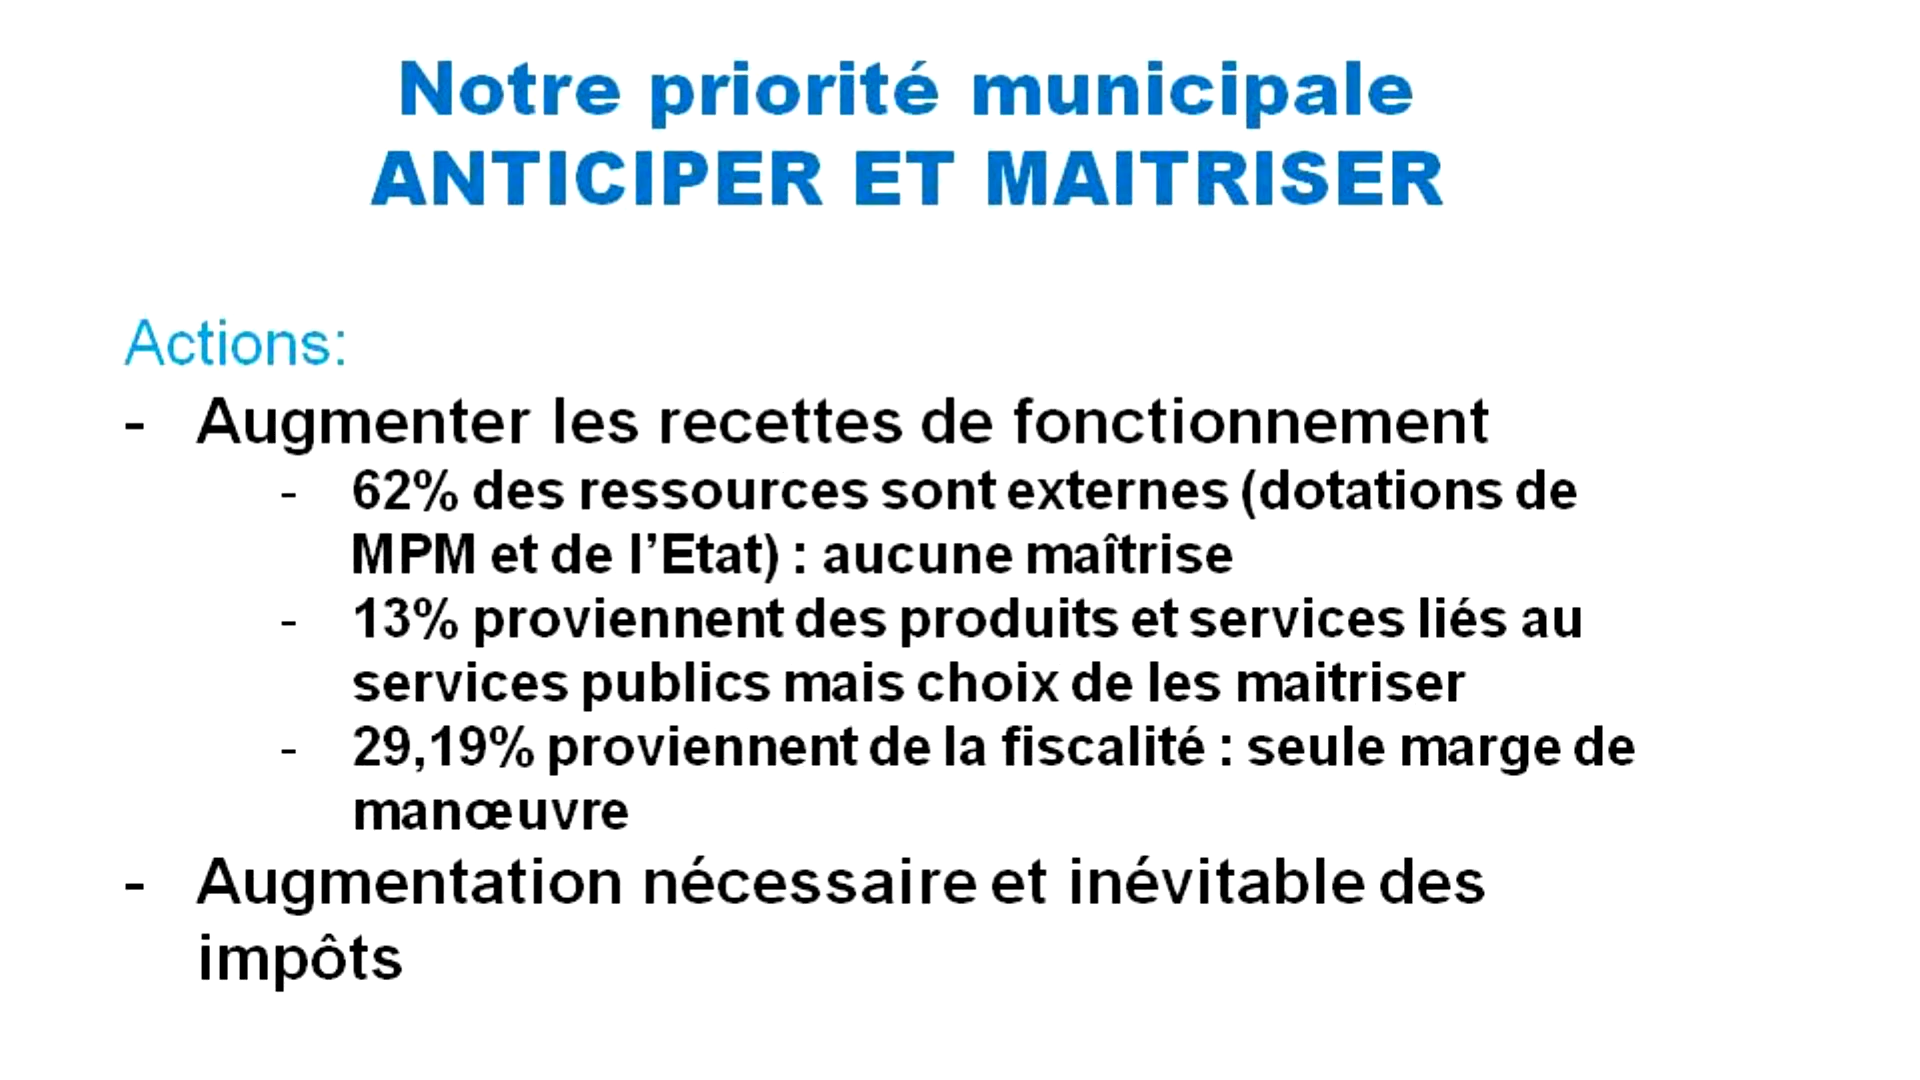 Notre priorité municipale
ANTICIPER ET MAITRISER
Actions:
- Augmenter les recettes de fonctionnement
- 62% des ressources sont externes (dotations de
MPM et de l’Etat) : aucune maîtrise
- 13% proviennent des produits et services liés au
services publics mais choix de les maitriser
- 29,19% proviennent de la fiscalité : seule marge de
manœuvre
- Augmentation nécessaire et inévitable des
impôts